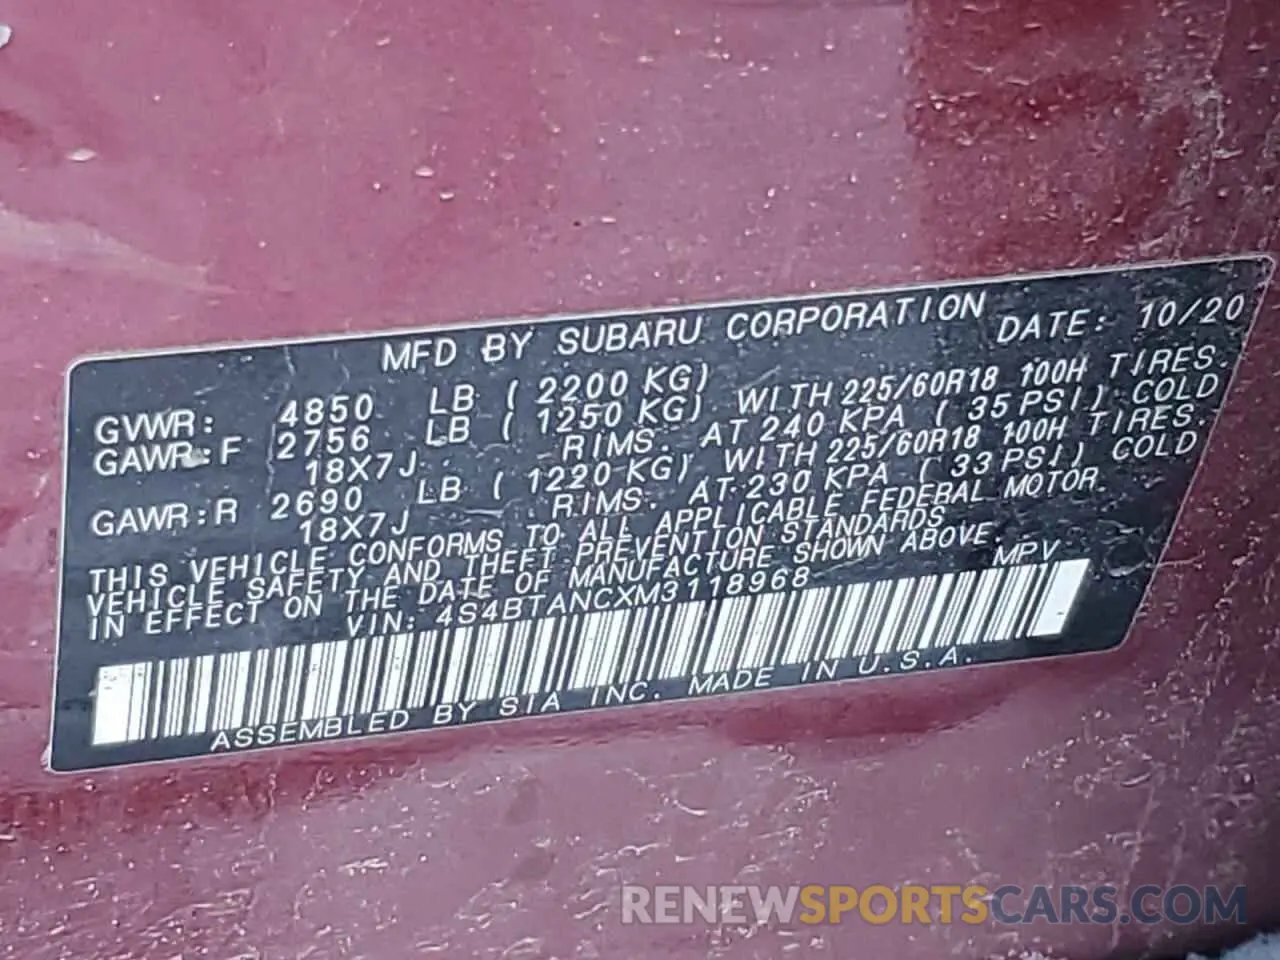 MFD BY SUBARU CORPORATION DATE: 10/20
GVWR: 4850 LB ( 2200 KG)
GAWR:F 2756 LB ( 1250 KG) WITH 225/60R18 100H TIRES.
18X7J RIMS. AT 240 KPA ( 35 PSI) COLD
GAWR:R 2690 LB ( 1220 KG) WITH 225/60R18 100H TIRES.
18X7J RIMS. AT 230 KPA ( 33 PSI) COLD
THIS VEHICLE CONFORMS TO ALL APPLICABLE FEDERAL MOTOR
VEHICLE SAFETY AND THEFT PREVENTION STANDARDS
IN EFFECT ON THE DATE OF MANUFACTURE SHOWN ABOVE.
VIN: 4S4BTANCXM3118968 MPV
ASSEMBLED BY SIA INC. MADE IN U.S.A.
RENEWSPORTSCARS.COM